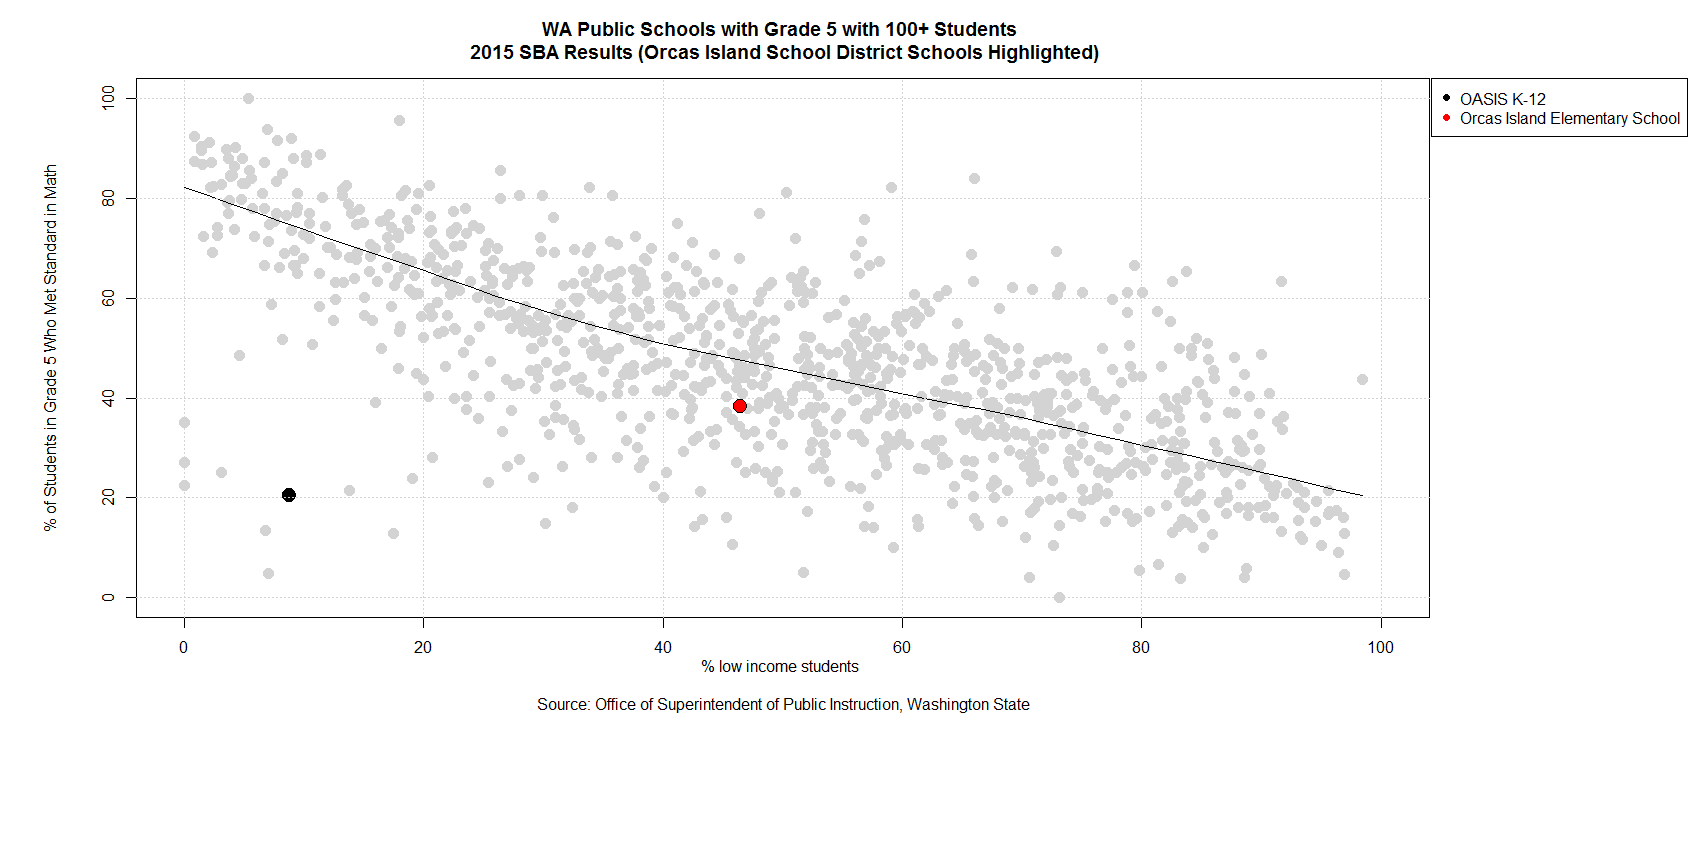 WA Public Schools with Grade 5 with 100+ Students
2015 SBA Results (Orcas Island School District Schools Highlighted)
OASIS K-12
Orcas Island Elementary School
% of Students in Grade 5 Who Met Standard in Math
100
80
60
40
20
0
0 20 40 60 80 100
% low income students
Source: Office of Superintendent of Public Instruction, Washington State